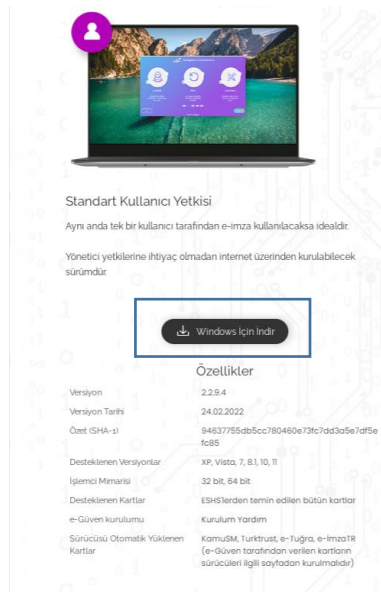 Standart Kullanıcı Yetkisi
Aynı anda tek bir kullanıcı tarafından e-imza kullanılacaksa idealdir.
Yönetici yetkilerine ihtiyaç olmadan internet üzerinden kurulabilecek
sürümdür.
Windows İçin İndir
Özellikler
Versiyon 2.2.9.4
Versiyon Tarihi 24.02.2022
Özet (SHA-1) 94637755db5cc780460e73fc7dd3a5e7df5e
fc85
Desteklenen Versiyonlar XP, Vista, 7, 8.1, 10, 11
İşlemci Mimarisi 32 bit, 64 bit
Desteklenen Kartlar ESHS'lerden temin edilen bütün kartlar
e-Güven kurulumu Kurulum Yardım
Sürücüsü Otomatik Yüklenen KamuSM, Turktrust, e-Tuğra, e-İmzaTR
Kartlar (e-Güven tarafından verilen kartların
sürücüleri ilgili sayfadan kurulmalıdır)